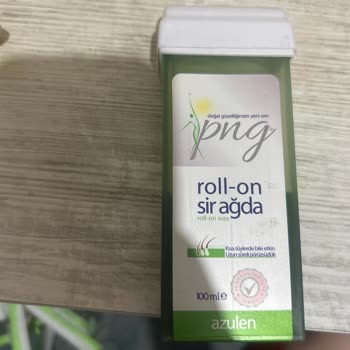 doğal güzelliğinizin yeni sırrı
png
roll-on
sir ağda
roll-on wax
Kısa tüylerde bile etkin
Uzun süreli pürüzsüzlük
100 ml e
azulen